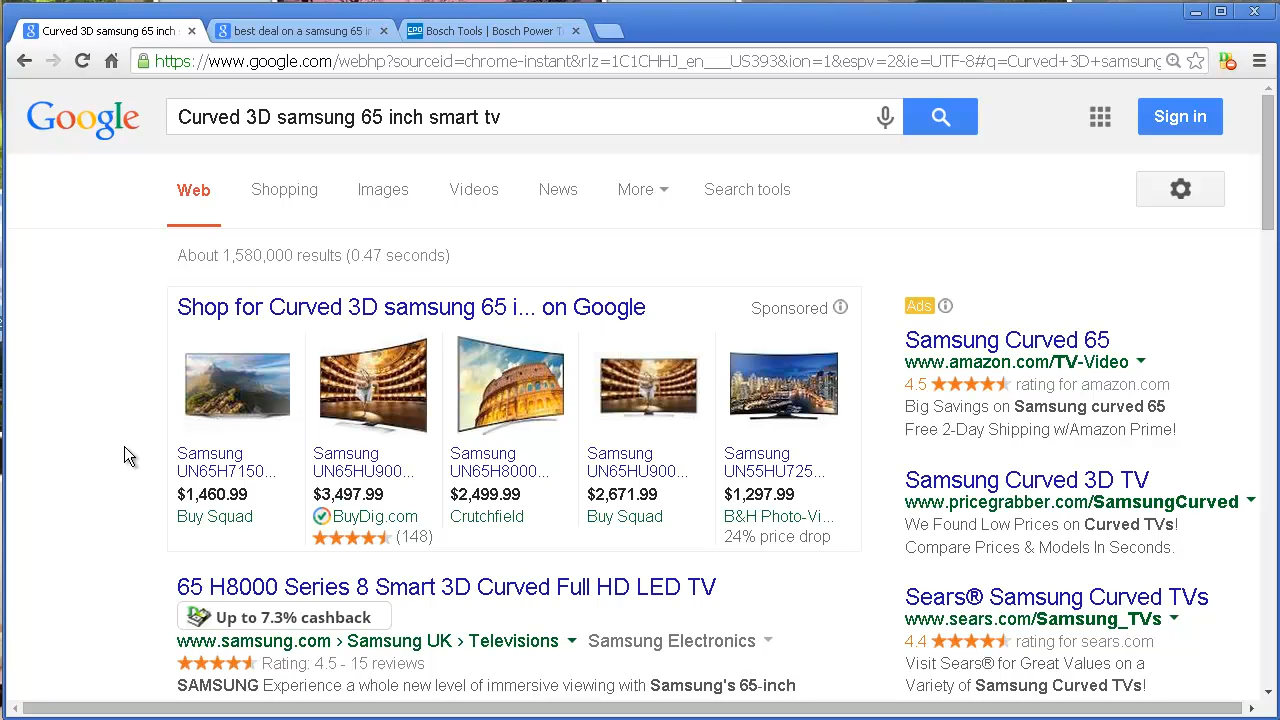 Curved 3D samsung 65 inch
best deal on a samsung 65 i
CPO Bosch Tools | Bosch Power T
https://www.google.com/webhp?sourceid=chrome-instant&rlz=1C1CHHJ_en___US393&ion=1&espv=2&ie=UTF-8#q=Curved+3D+samsung
Google
Curved 3D samsung 65 inch smart tv
Sign in
Web Shopping Images Videos News More Search tools
About 1,580,000 results (0.47 seconds)
Shop for Curved 3D samsung 65 i... on Google
Sponsored
Samsung UN65H7150...
$1,460.99
Buy Squad
Samsung UN65HU900...
$3,497.99
BuyDig.com
(148)
Samsung UN65H8000...
$2,499.99
Crutchfield
Samsung UN65HU900...
$2,671.99
Buy Squad
Samsung UN55HU725...
$1,297.99
B&H Photo-Vi...
24% price drop
65 H8000 Series 8 Smart 3D Curved Full HD LED TV
Up to 7.3% cashback
www.samsung.com › Samsung UK › Televisions Samsung Electronics
Rating: 4.5 - 15 reviews
SAMSUNG Experience a whole new level of immersive viewing with Samsung's 65-inch
Ads
Samsung Curved 65
www.amazon.com/TV-Video
4.5 rating for amazon.com
Big Savings on Samsung curved 65
Free 2-Day Shipping w/Amazon Prime!
Samsung Curved 3D TV
www.pricegrabber.com/SamsungCurved
We Found Low Prices on Curved TVs!
Compare Prices & Models In Seconds.
Sears® Samsung Curved TVs
www.sears.com/Samsung_TVs
4.4 rating for sears.com
Visit Sears® for Great Values on a
Variety of Samsung Curved TVs!